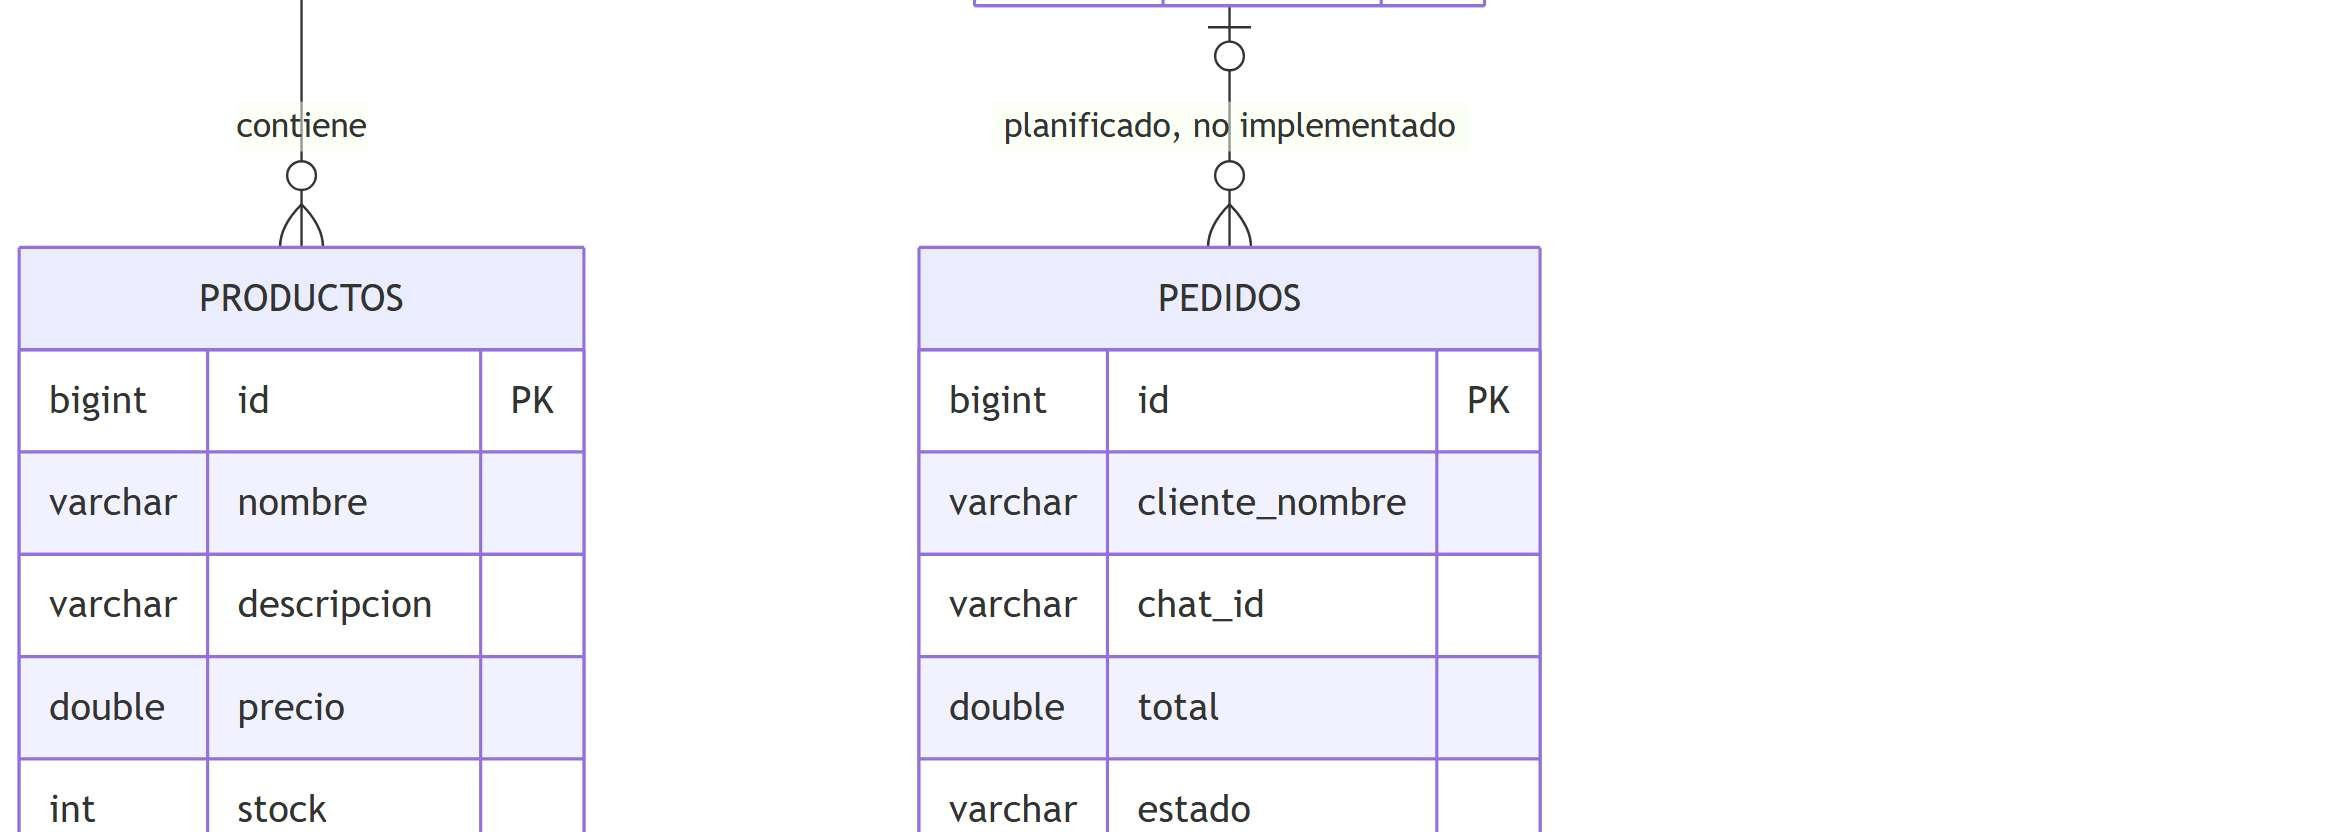 contiene
planificado, no implementado
PRODUCTOS
bigint id PK
varchar nombre
varchar descripcion
double precio
int stock
PEDIDOS
bigint id PK
varchar cliente_nombre
varchar chat_id
double total
varchar estado